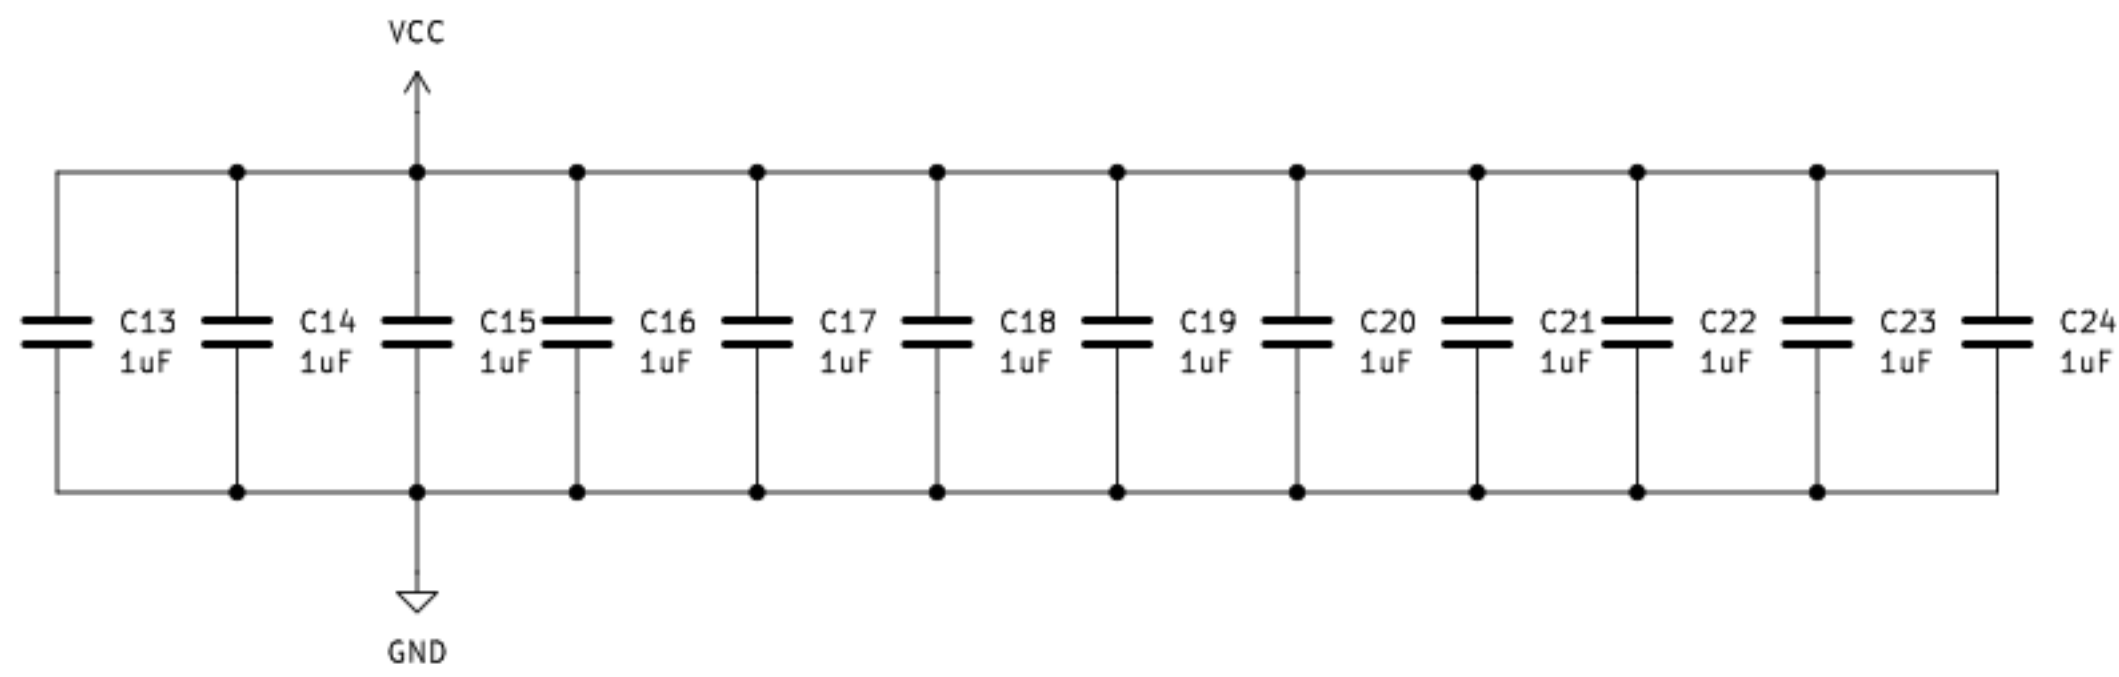 VCC
C13 C14 C15 C16 C17 C18 C19 C20 C21 C22 C23 C24
1uF 1uF 1uF 1uF 1uF 1uF 1uF 1uF 1uF 1uF 1uF 1uF
GND